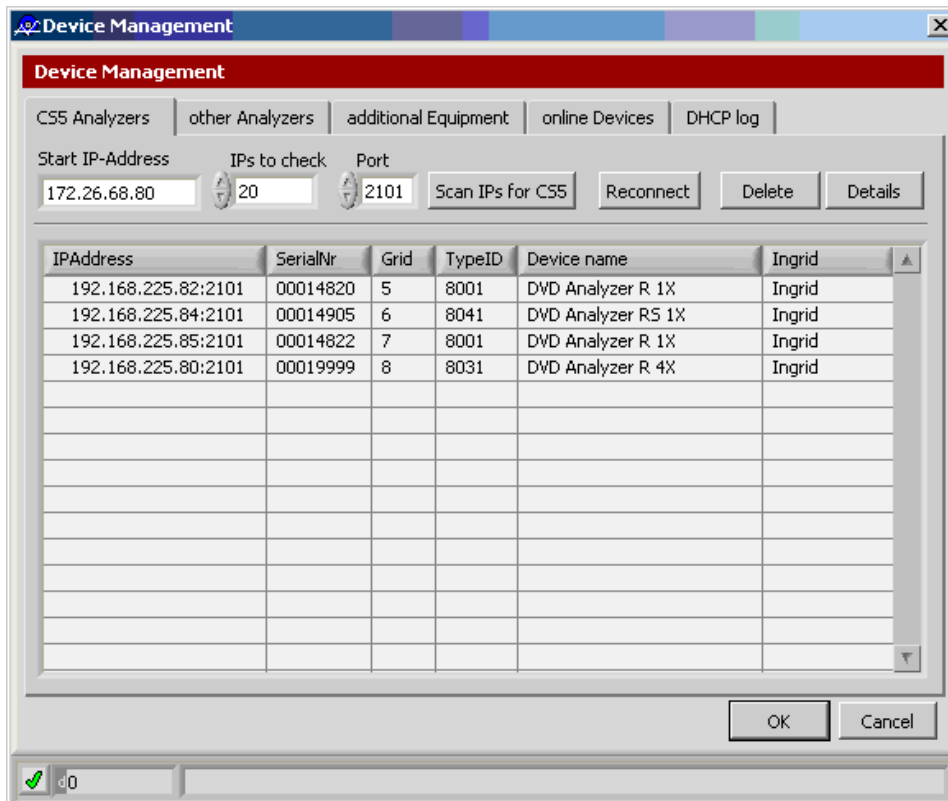 Device Management
Device Management
CS5 Analyzers other Analyzers additional Equipment online Devices DHCP log
Start IP-Address IPs to check Port
172.26.68.80 20 2101 Scan IPs for CS5 Reconnect Delete Details
IPAddress SerialNr Grid TypeID Device name Ingrid
192.168.225.82:2101 00014820 5 8001 DVD Analyzer R 1X Ingrid
192.168.225.84:2101 00014905 6 8041 DVD Analyzer RS 1X Ingrid
192.168.225.85:2101 00014822 7 8001 DVD Analyzer R 1X Ingrid
192.168.225.80:2101 00019999 8 8031 DVD Analyzer R 4X Ingrid
OK Cancel
d0